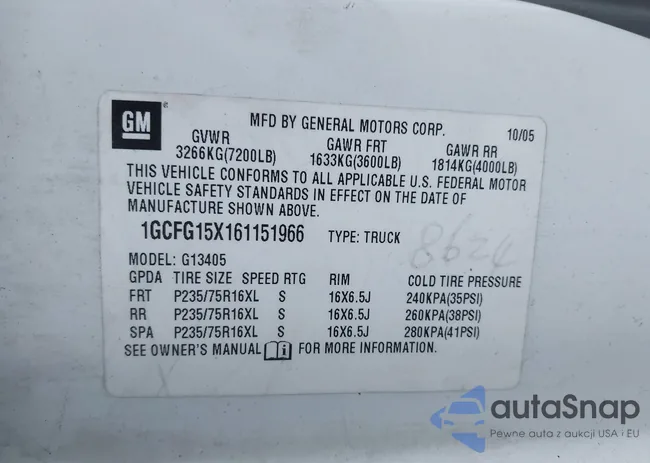 GM
MFD BY GENERAL MOTORS CORP. 10/05
GVWR GAWR FRT GAWR RR
3266KG(7200LB) 1633KG(3600LB) 1814KG(4000LB)
THIS VEHICLE CONFORMS TO ALL APPLICABLE U.S. FEDERAL MOTOR
VEHICLE SAFETY STANDARDS IN EFFECT ON THE DATE OF
MANUFACTURE SHOWN ABOVE.
1GCFG15X161151966 TYPE: TRUCK
MODEL: G13405
GPDA TIRE SIZE SPEED RTG RIM COLD TIRE PRESSURE
FRT P235/75R16XL S 16X6.5J 240KPA(35PSI)
RR P235/75R16XL S 16X6.5J 260KPA(38PSI)
SPA P235/75R16XL S 16X6.5J 280KPA(41PSI)
SEE OWNER'S MANUAL FOR MORE INFORMATION.
autaSnap
Pewne auta z aukcji USA i EU